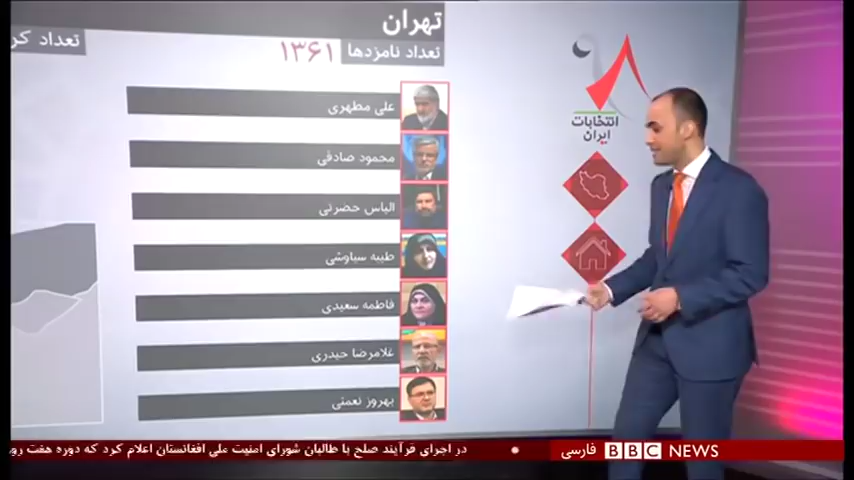 تهران
تعداد نامزدها ۱۳۶۱
تعداد کر
علی مطهری
محمود صادقی
الیاس حضرتی
طیبه سیاوشی
فاطمه سعیدی
غلامرضا حیدری
بهروز نعمتی
انتخابات
ایران
در اجرای فرآیند صلح با طالبان شورای امنیت ملی افغانستان اعلام کرد که دوره هفت رو
BBC NEWS فارسی